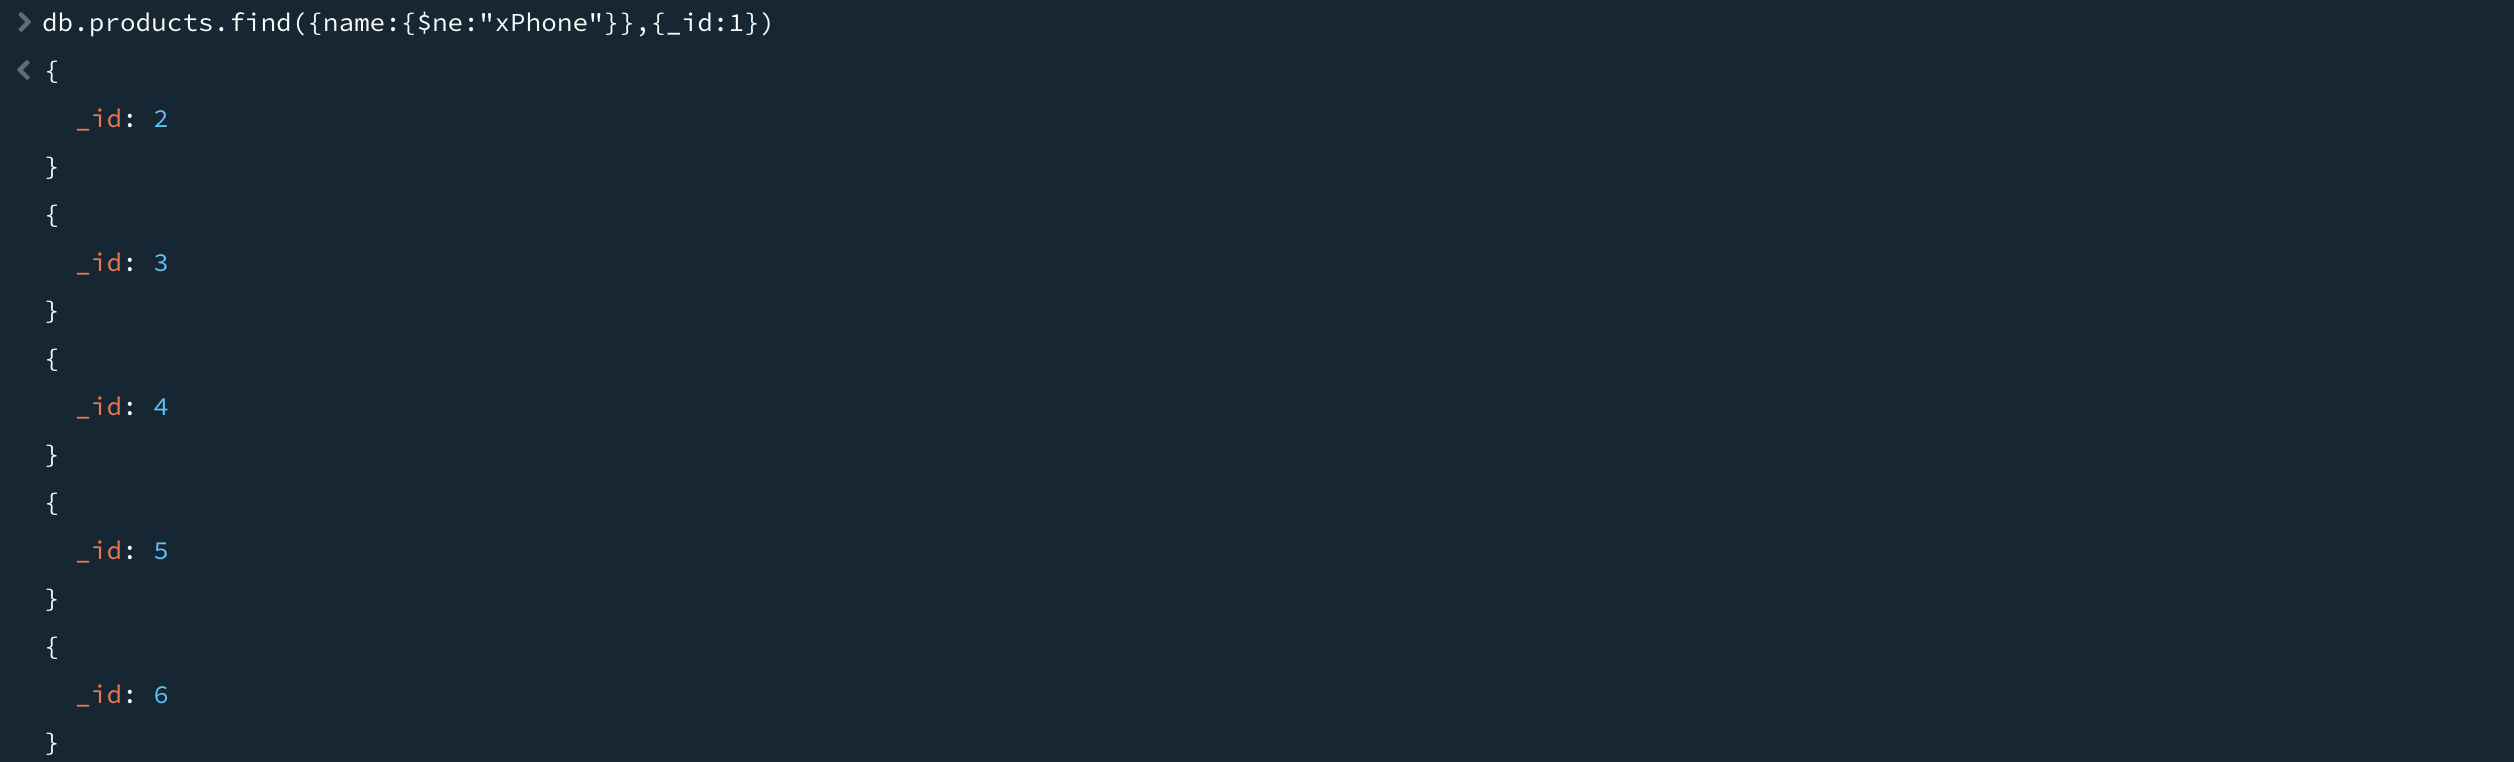 db.products.find({name:{$ne:"xPhone"}},{_id:1})
{
_id: 2
}
{
_id: 3
}
{
_id: 4
}
{
_id: 5
}
{
_id: 6
}